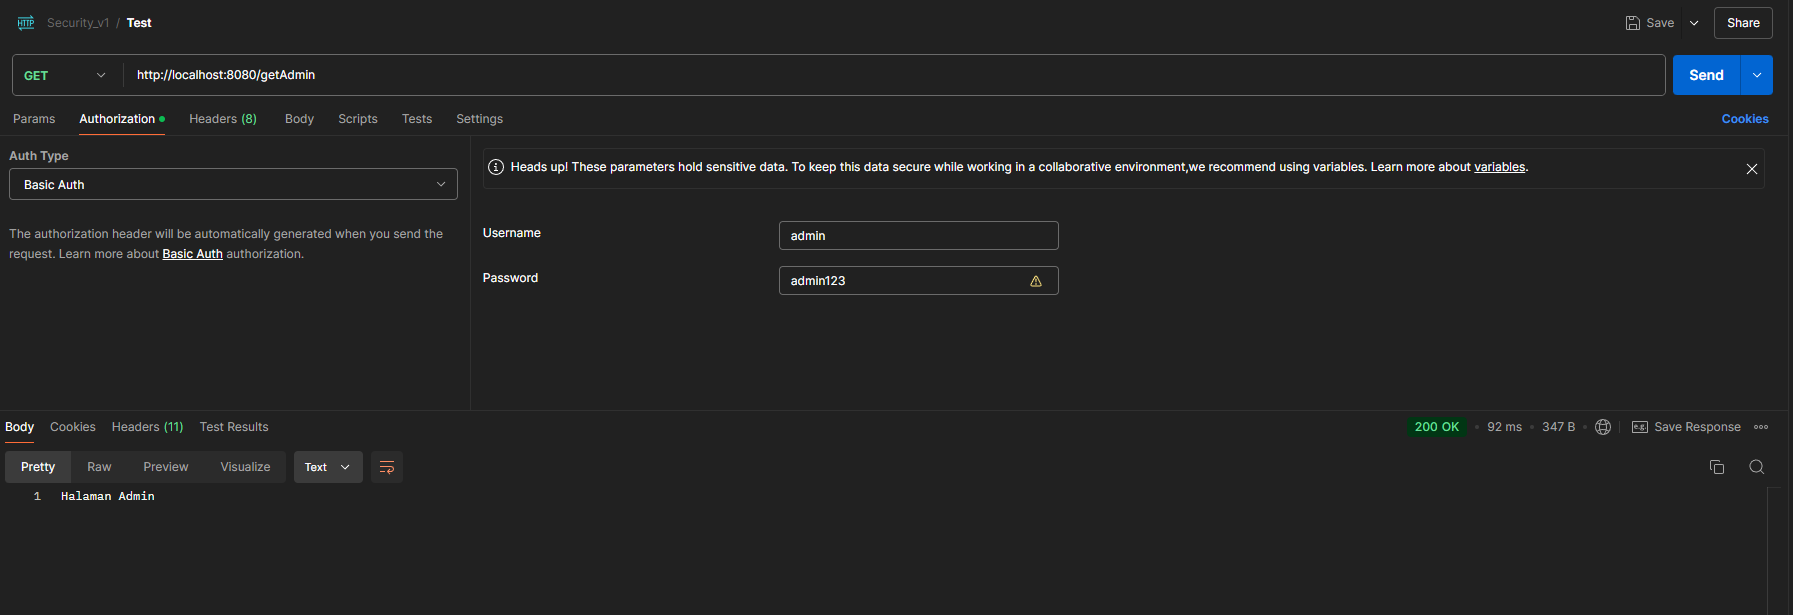 HTTP Security_v1 / Test Save Share
GET http://localhost:8080/getAdmin Send
Params Authorization Headers (8) Body Scripts Tests Settings Cookies
Auth Type
Basic Auth
The authorization header will be automatically generated when you send the
request. Learn more about Basic Auth authorization.
Heads up! These parameters hold sensitive data. To keep this data secure while working in a collaborative environment,we recommend using variables. Learn more about variables.
Username admin
Password admin123
Body Cookies Headers (11) Test Results 200 OK • 92 ms • 347 B • e.g. Save Response
Pretty Raw Preview Visualize Text
1 Halaman Admin